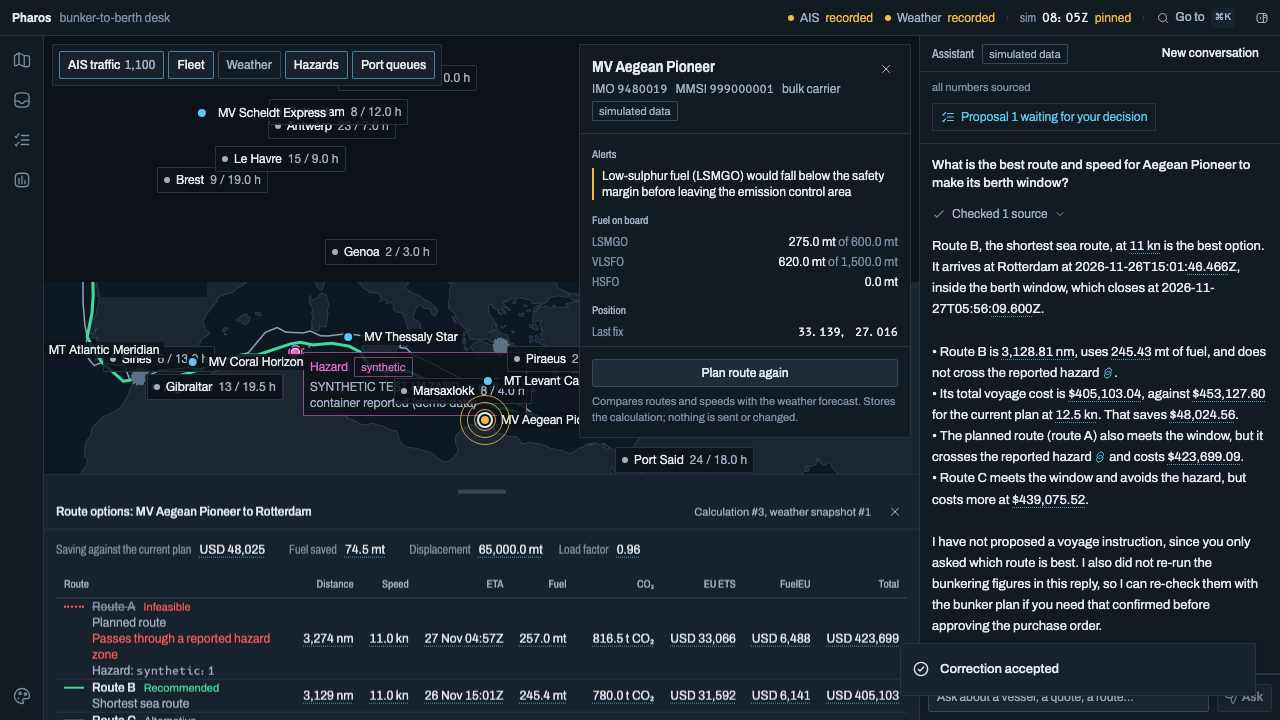 Pharos bunker-to-berth desk
AIS recorded Weather recorded sim 08:05Z pinned Go to ⌘K
AIS traffic 1,100 Fleet Weather Hazards Port queues
0.0 h
MV Scheldt Express am 8 / 12.0 h
Antwerp 23 / 7.0 h
Le Havre 15 / 9.0 h
Brest 9 / 19.0 h
Genoa 2 / 3.0 h
MV Thessaly Star
MT Atlantic Meridian
Sines 6 / 13.0 h
MV Coral Horizon
Piraeus 2
Hazard synthetic
Gibraltar 13 / 19.5 h
SYNTHETIC TE
MT Levant Ca
Marsaxlokk 8 / 4.0 h
container reported (demo data)
MV Aegean Pio
Port Said 24 / 18.0 h
MV Aegean Pioneer
IMO 9480019 MMSI 999000001 bulk carrier
simulated data
Alerts
Low-sulphur fuel (LSMGO) would fall below the safety
margin before leaving the emission control area
Fuel on board
LSMGO 275.0 mt of 600.0 mt
VLSFO 620.0 mt of 1,500.0 mt
HSFO 0.0 mt
Position
Last fix 33.139, 27.016
Plan route again
Compares routes and speeds with the weather forecast. Stores
the calculation; nothing is sent or changed.
Route options: MV Aegean Pioneer to Rotterdam Calculation #3, weather snapshot #1
Saving against the current plan USD 48,025 Fuel saved 74.5 mt Displacement 65,000.0 mt Load factor 0.96
Route Distance Speed ETA Fuel CO₂ EU ETS FuelEU Total
Route A Infeasible
Planned route
Passes through a reported hazard
zone
Hazard: synthetic:1
3,274 nm 11.0 kn 27 Nov 04:57Z 257.0 mt 816.5 t CO₂ USD 33,066 USD 6,488 USD 423,699
Route B Recommended
Shortest sea route
3,129 nm 11.0 kn 26 Nov 15:01Z 245.4 mt 780.0 t CO₂ USD 31,592 USD 6,141 USD 405,103
Route C Alternative
Assistant simulated data New conversation
all numbers sourced
Proposal 1 waiting for your decision
What is the best route and speed for Aegean Pioneer to
make its berth window?
Checked 1 source
Route B, the shortest sea route, at 11 kn is the best option.
It arrives at Rotterdam at 2026-11-26T15:01:46.466Z,
inside the berth window, which closes at 2026-11-
27T05:56:09.600Z.
• Route B is 3,128.81 nm, uses 245.43 mt of fuel, and does
not cross the reported hazard.
• Its total voyage cost is $405,103.04, against $453,127.60
for the current plan at 12.5 kn. That saves $48,024.56.
• The planned route (route A) also meets the window, but it
crosses the reported hazard and costs $423,699.09.
• Route C meets the window and avoids the hazard, but
costs more at $439,075.52.
I have not proposed a voyage instruction, since you only
asked which route is best. I also did not re-run the
bunkering figures in this reply, so I can re-check them with
the bunker plan if you need that confirmed before
approving the purchase order.
Correction accepted
Ask about a vessel, a quote, a route... Ask